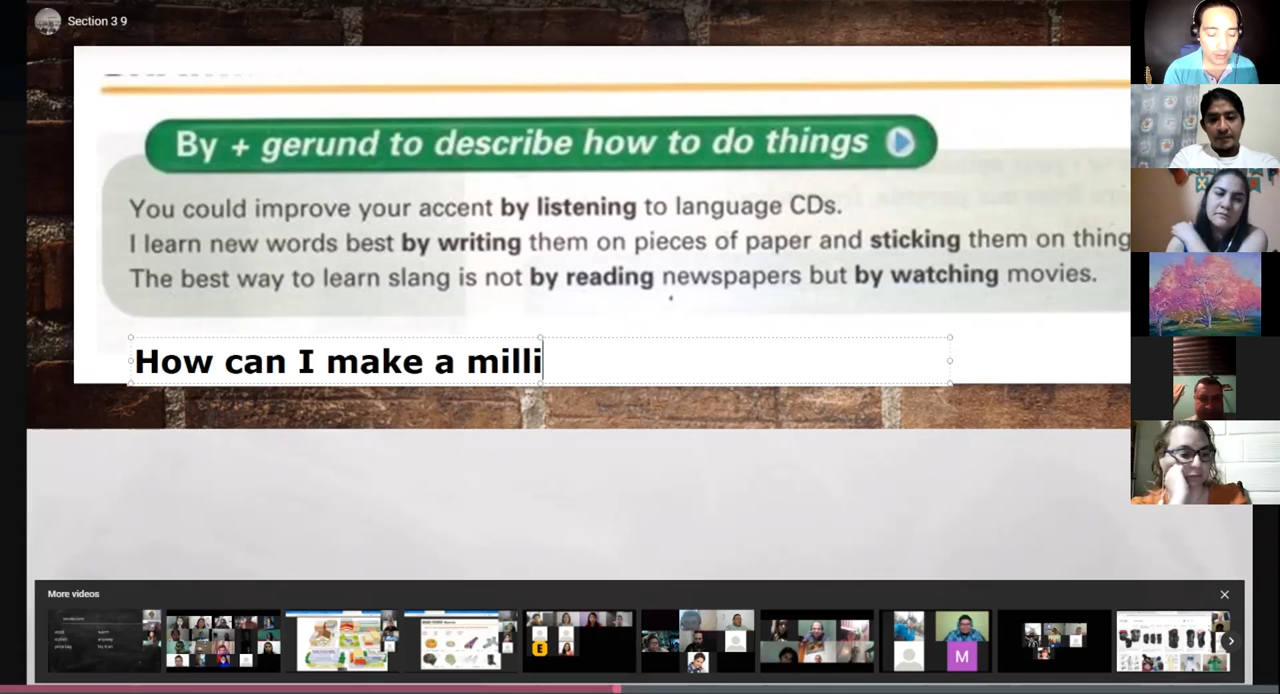 Section 3 9
By + gerund to describe how to do things
You could improve your accent by listening to language CDs.
I learn new words best by writing them on pieces of paper and sticking them on thing
The best way to learn slang is not by reading newspapers but by watching movies.
How can I make a milli
More videos
E
M